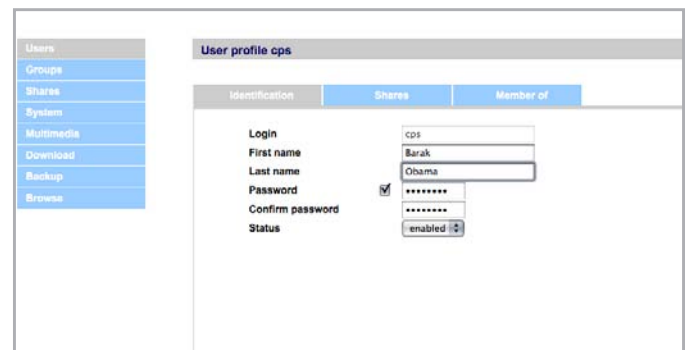 Users
Groups
Shares
System
Multimedia
Download
Backup
Browse
User profile cps
Identification Shares Member of
Login cps
First name Barak
Last name Obama
Password ••••••••
Confirm password ••••••••
Status enabled